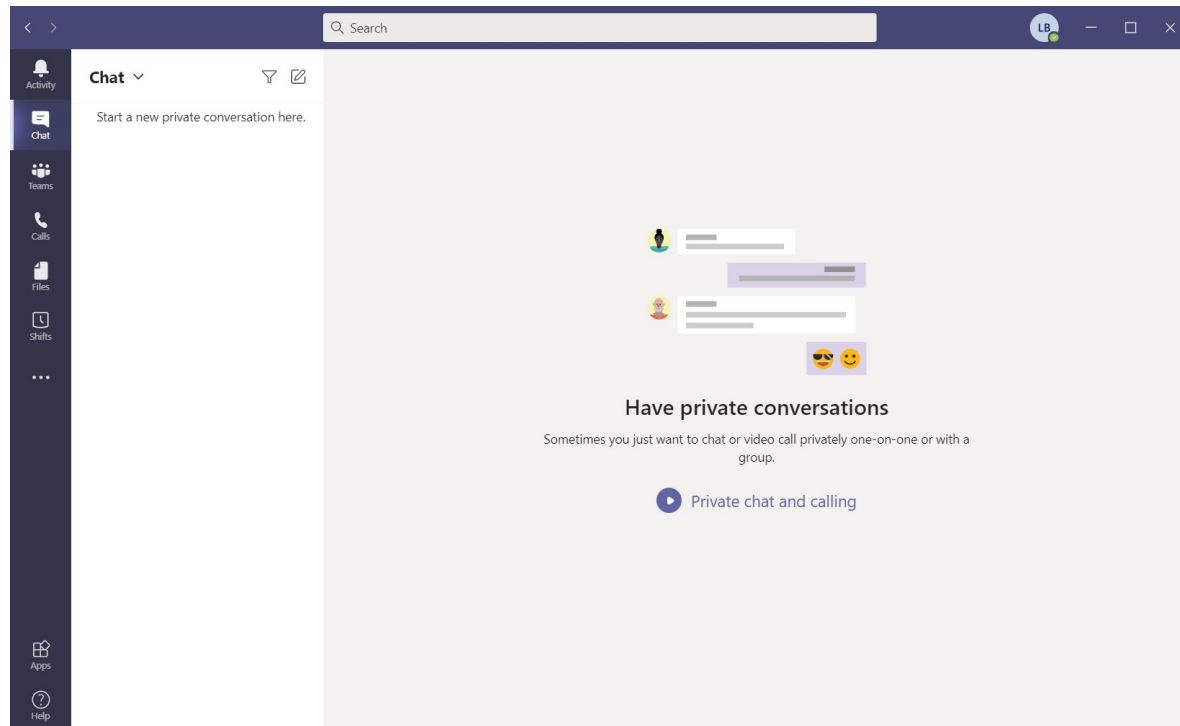 Search
LB
Activity
Chat
Start a new private conversation here.
Chat
Teams
Calls
Files
Shifts
Have private conversations
Sometimes you just want to chat or video call privately one-on-one or with a
group.
Private chat and calling
Apps
Help